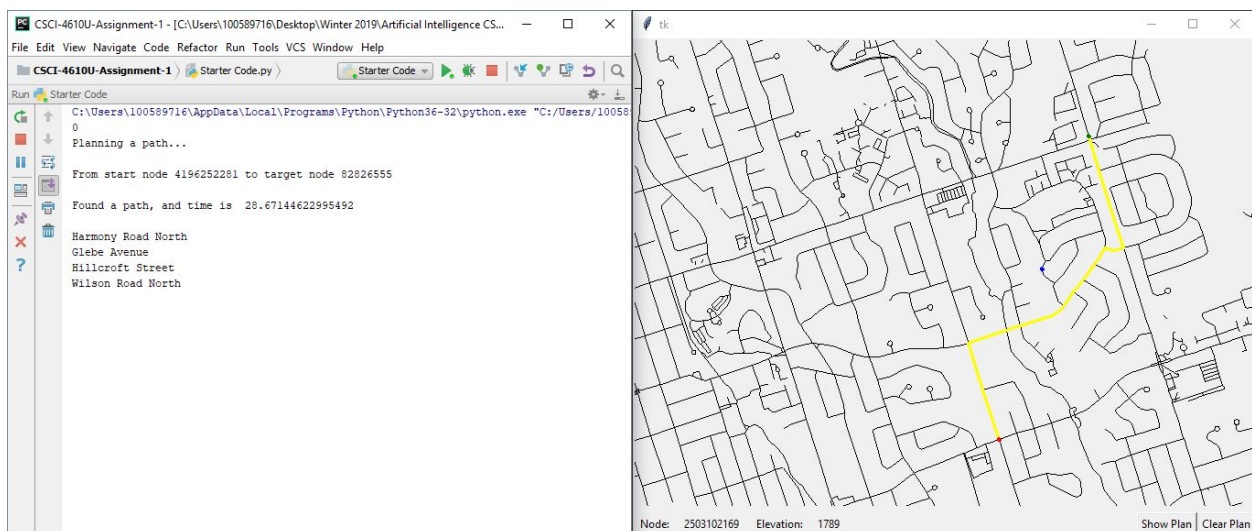 CSCI-4610U-Assignment-1 - [C:\Users\100589716\Desktop\Winter 2019\Artificial Intelligence CS...
File Edit View Navigate Code Refactor Run Tools VCS Window Help
CSCI-4610U-Assignment-1 Starter Code.py Starter Code
Run Starter Code
C:\Users\100589716\AppData\Local\Programs\Python\Python36-32\python.exe "C:/Users/10058
0
Planning a path...
From start node 4196252281 to target node 82826555
Found a path, and time is 28.67144622995492
Harmony Road North
Glebe Avenue
Hillcroft Street
Wilson Road North
tk
Node: 2503102169 Elevation: 1789 Show Plan Clear Plan